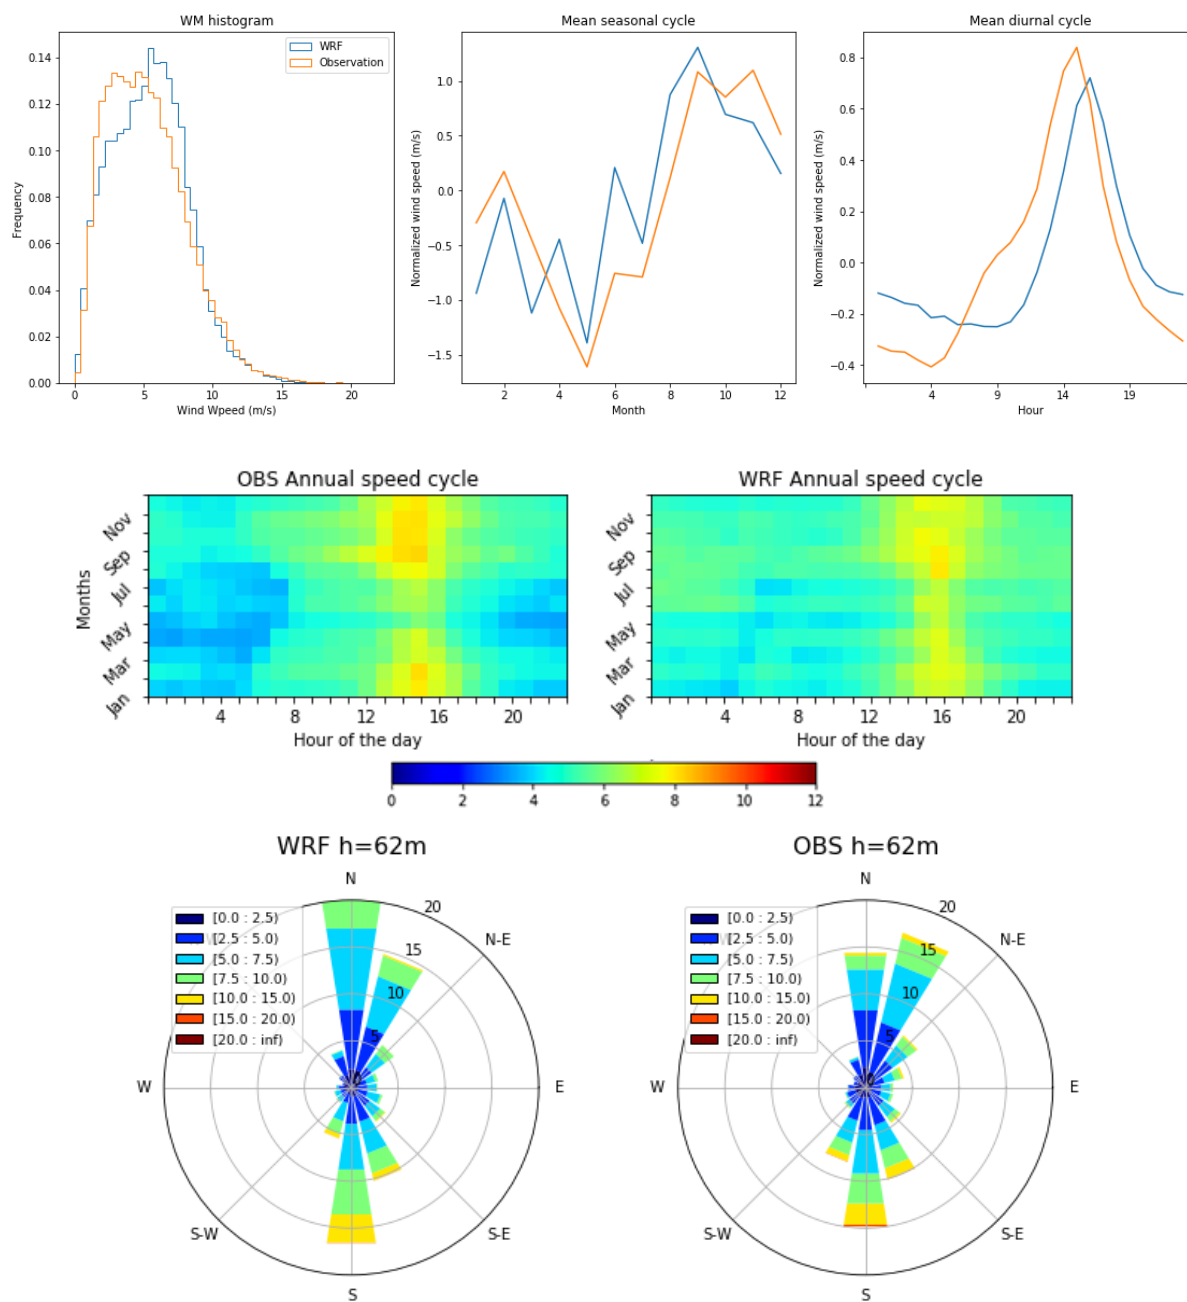 WM histogram
Frequency
0.14
0.12
0.10
0.08
0.06
0.04
0.02
0.00
WRF
Observation
0 5 10 15 20
Wind Wpeed (m/s)
Mean seasonal cycle
Normalized wind speed (m/s)
1.0
0.5
0.0
−0.5
−1.0
−1.5
2 4 6 8 10 12
Month
Mean diurnal cycle
Normalized wind speed (m/s)
0.8
0.6
0.4
0.2
0.0
−0.2
−0.4
4 9 14 19
Hour
OBS Annual speed cycle
Months
Nov
Sep
Jul
May
Mar
Jan
4 8 12 16 20
Hour of the day
WRF Annual speed cycle
Nov
Sep
Jul
May
Mar
Jan
4 8 12 16 20
Hour of the day
0 2 4 6 8 10 12
WRF h=62m
N
N-E
E
S-E
S
S-W
W
20
15
10
5
[0.0 : 2.5)
[2.5 : 5.0)
[5.0 : 7.5)
[7.5 : 10.0)
[10.0 : 15.0)
[15.0 : 20.0)
[20.0 : inf)
OBS h=62m
N
N-E
E
S-E
S
S-W
W
20
15
10
5
[0.0 : 2.5)
[2.5 : 5.0)
[5.0 : 7.5)
[7.5 : 10.0)
[10.0 : 15.0)
[15.0 : 20.0)
[20.0 : inf)